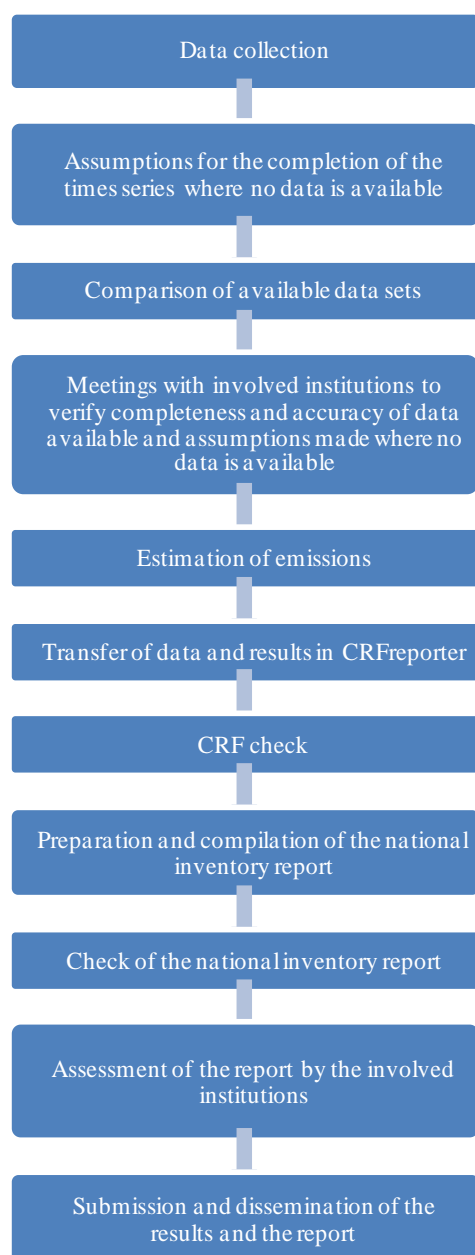 Data collection
Assumptions for the completion of the
times series where no data is available
Comparison of available data sets
Meetings with involved institutions to
verify completeness and accuracy of data
available and assumptions made where no
data is available
Estimation of emissions
Transfer of data and results in CRFreporter
CRF check
Preparation and compilation of the national
inventory report
Check of the national inventory report
Assessment of the report by the involved
institutions
Submission and dissemination of the
results and the report